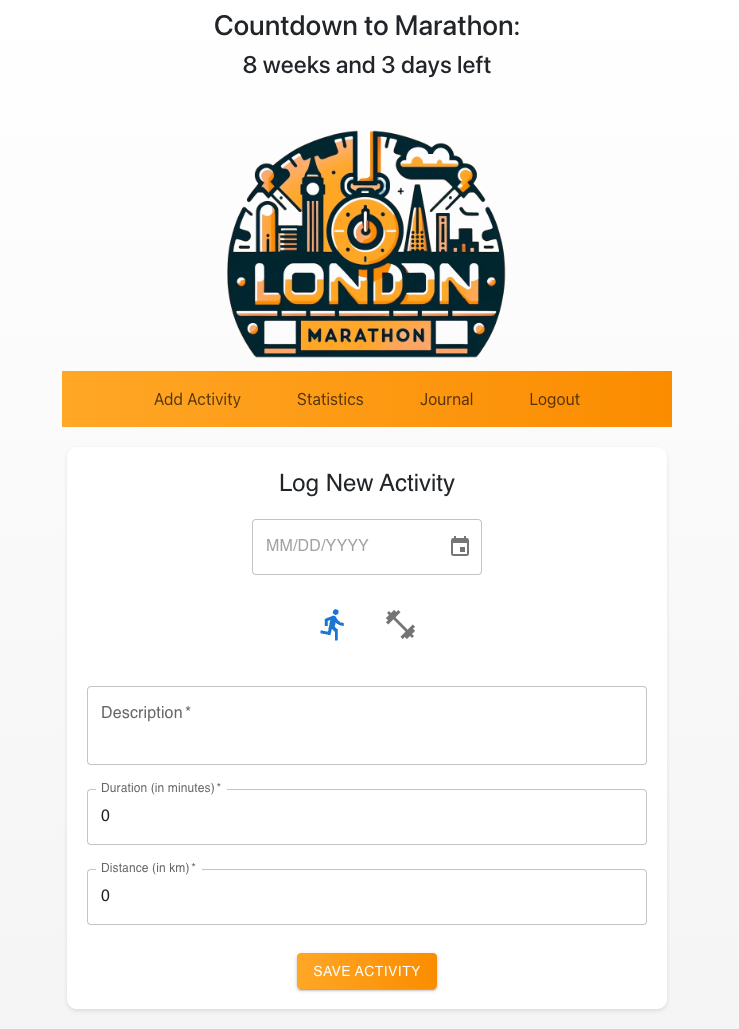 Countdown to Marathon:
8 weeks and 3 days left
LONDON
MARATHON
Add Activity Statistics Journal Logout
Log New Activity
MM/DD/YYYY
Description *
Duration (in minutes) *
0
Distance (in km) *
0
SAVE ACTIVITY